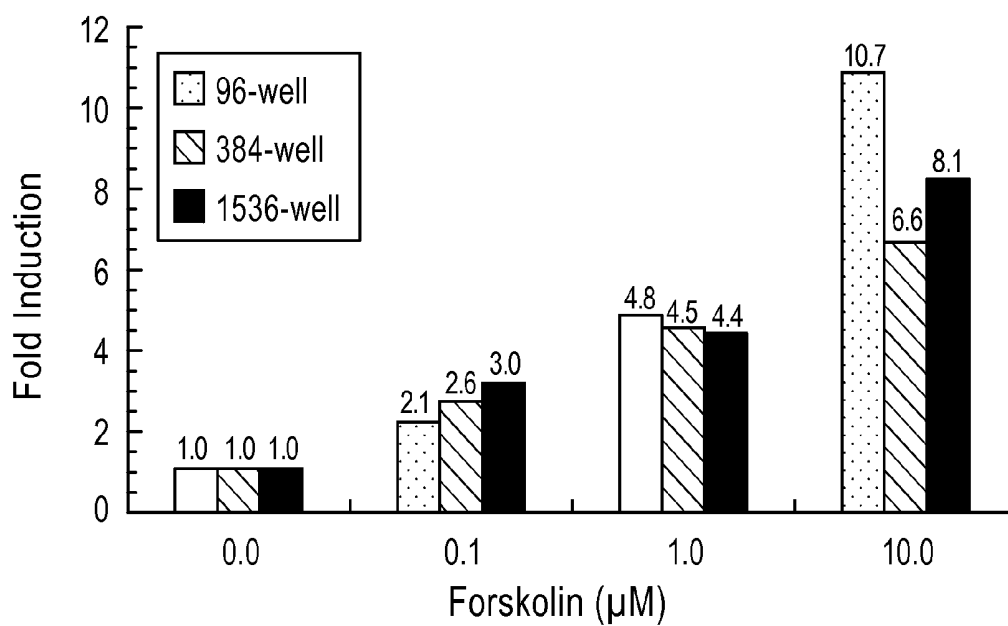 Fold Induction
12
10
8
6
4
2
0
96-well
384-well
1536-well
1.0 1.0 1.0
2.1 2.6 3.0
4.8 4.5 4.4
10.7 6.6 8.1
0.0 0.1 1.0 10.0
Forskolin (µM)